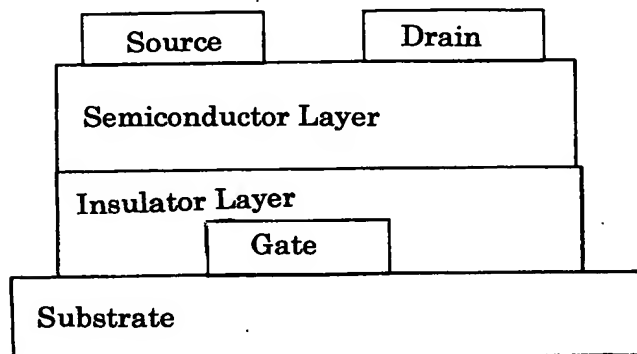 Source Drain
Semiconductor Layer
Insulator Layer
Gate
Substrate